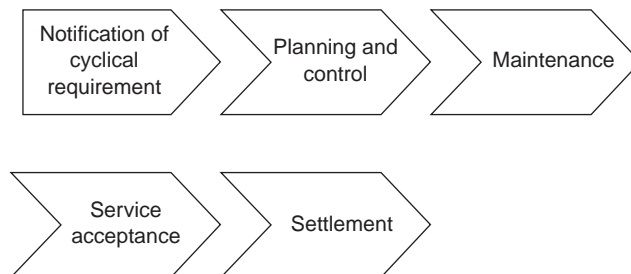 Notification of
cyclical
requirement
Planning and
control
Maintenance
Service
acceptance
Settlement